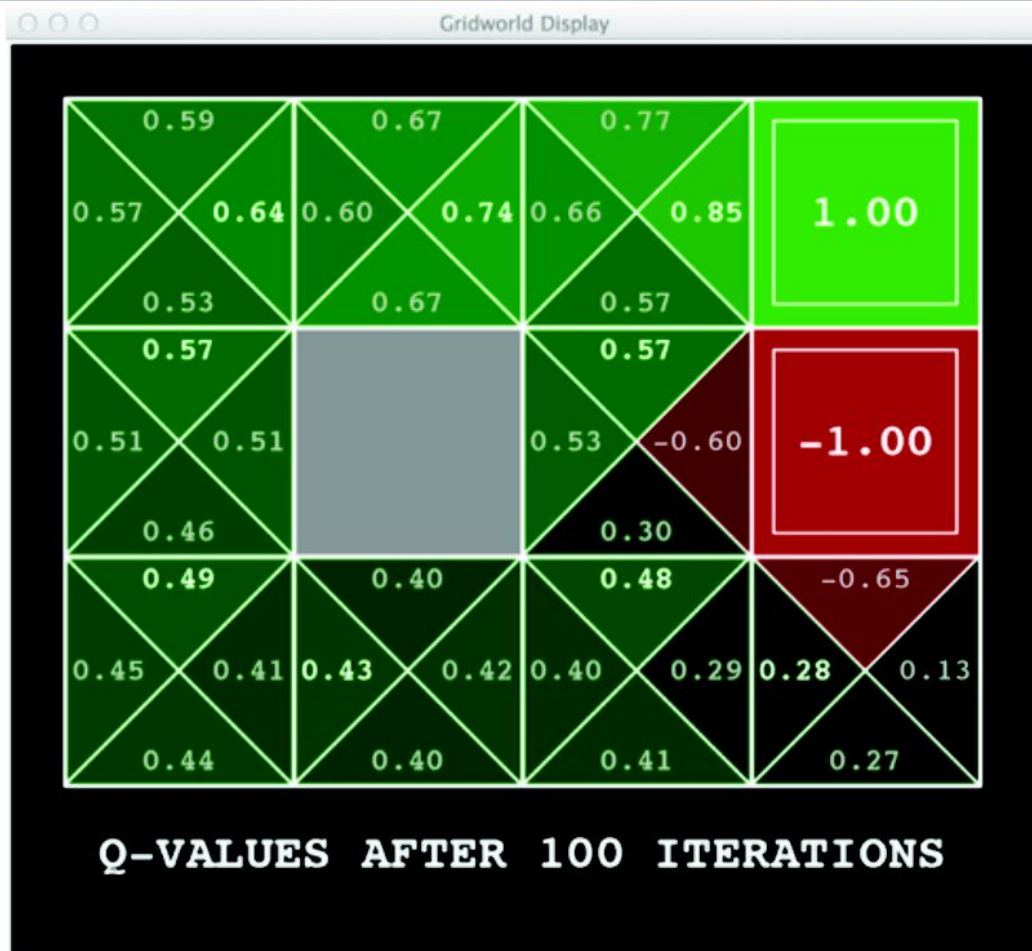 Gridworld Display
0.59 0.67 0.77
0.57 0.64 0.60 0.74 0.66 0.85 1.00
0.53 0.67 0.57
0.57 0.57
0.51 0.51 0.53 -0.60 -1.00
0.46 0.30
0.49 0.40 0.48 -0.65
0.45 0.41 0.43 0.42 0.40 0.29 0.28 0.13
0.44 0.40 0.41 0.27
Q-VALUES AFTER 100 ITERATIONS